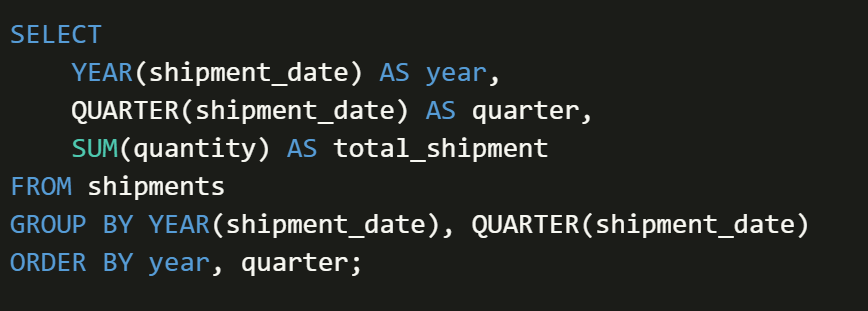 SELECT
    YEAR(shipment_date) AS year,
    QUARTER(shipment_date) AS quarter,
    SUM(quantity) AS total_shipment
FROM shipments
GROUP BY YEAR(shipment_date), QUARTER(shipment_date)
ORDER BY year, quarter;